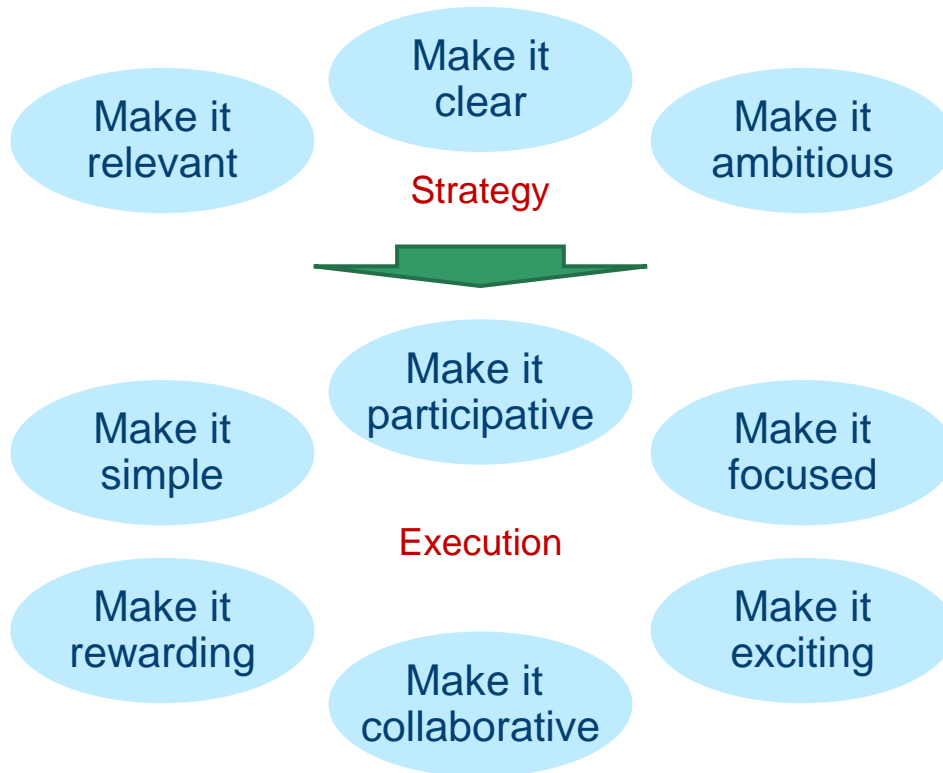 Make it
relevant
Make it
clear
Make it
ambitious
Strategy
Make it
simple
Make it
participative
Make it
focused
Execution
Make it
rewarding
Make it
collaborative
Make it
exciting